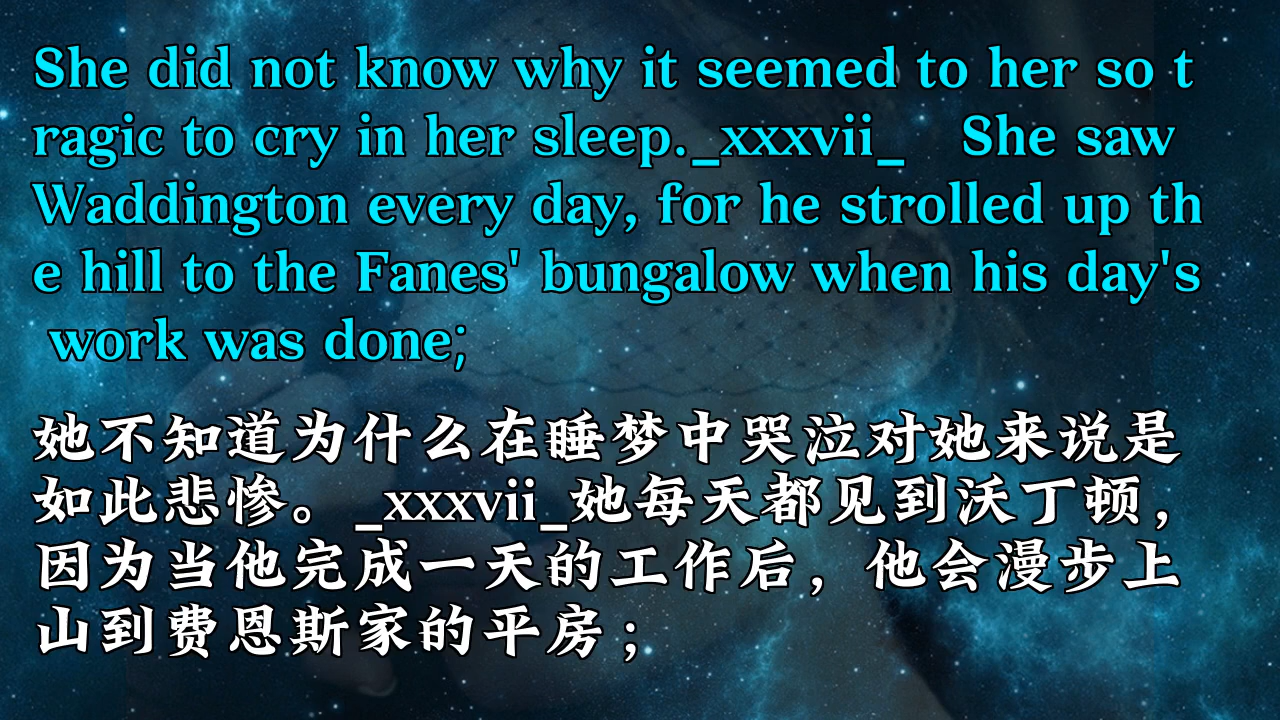 She did not know why it seemed to her so t
ragic to cry in her sleep._xxxvii_   She saw
Waddington every day, for he strolled up th
e hill to the Fanes' bungalow when his day's
 work was done;
她不知道为什么在睡梦中哭泣对她来说是
如此悲惨。_xxxvii_她每天都见到沃丁顿，
因为当他完成一天的工作后，他会漫步上
山到费恩斯家的平房；